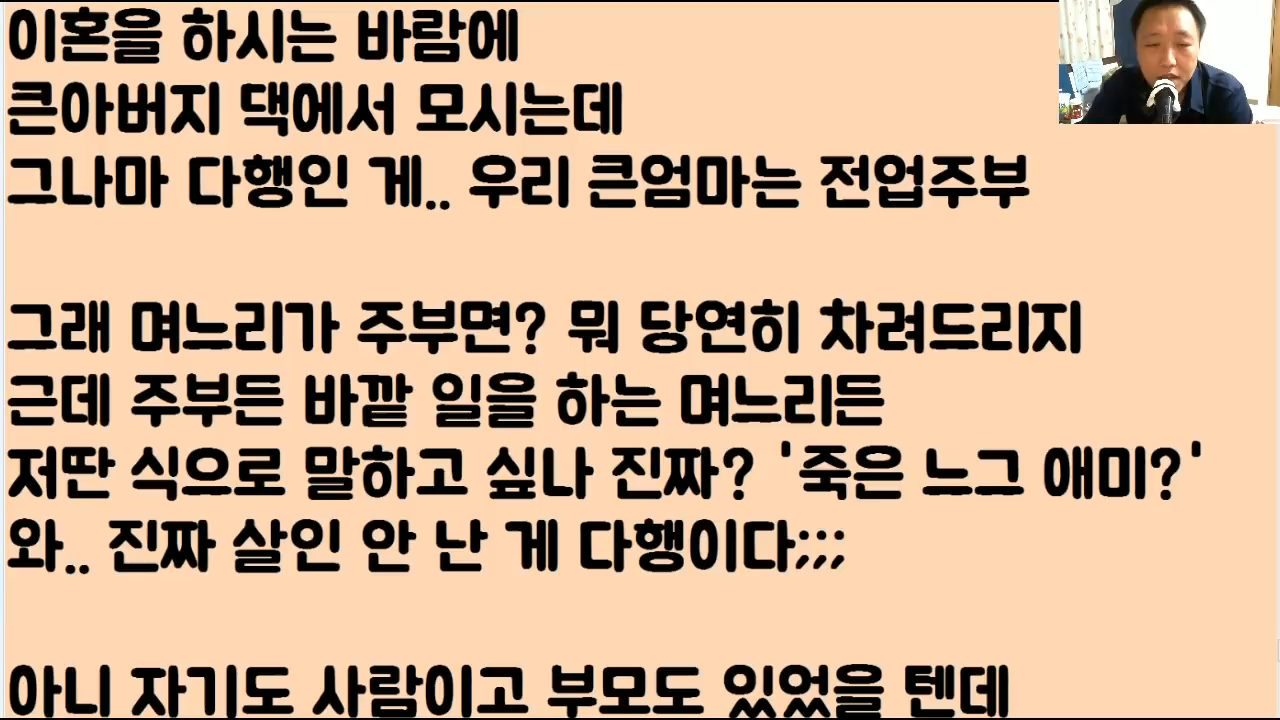 이혼을 하시는 바람에
큰아버지 댁에서 모시는데
그나마 다행인 게.. 우리 큰엄마는 전업주부
그래 며느리가 주부면? 뭐 당연히 차려드리지
근데 주부든 바깥 일을 하는 며느리든
저딴 식으로 말하고 싶나 진짜? '죽은 느그 애미?'
와.. 진짜 살인 안 난 게 다행이다;;;
아니 자기도 사람이고 부모도 있었을 텐데